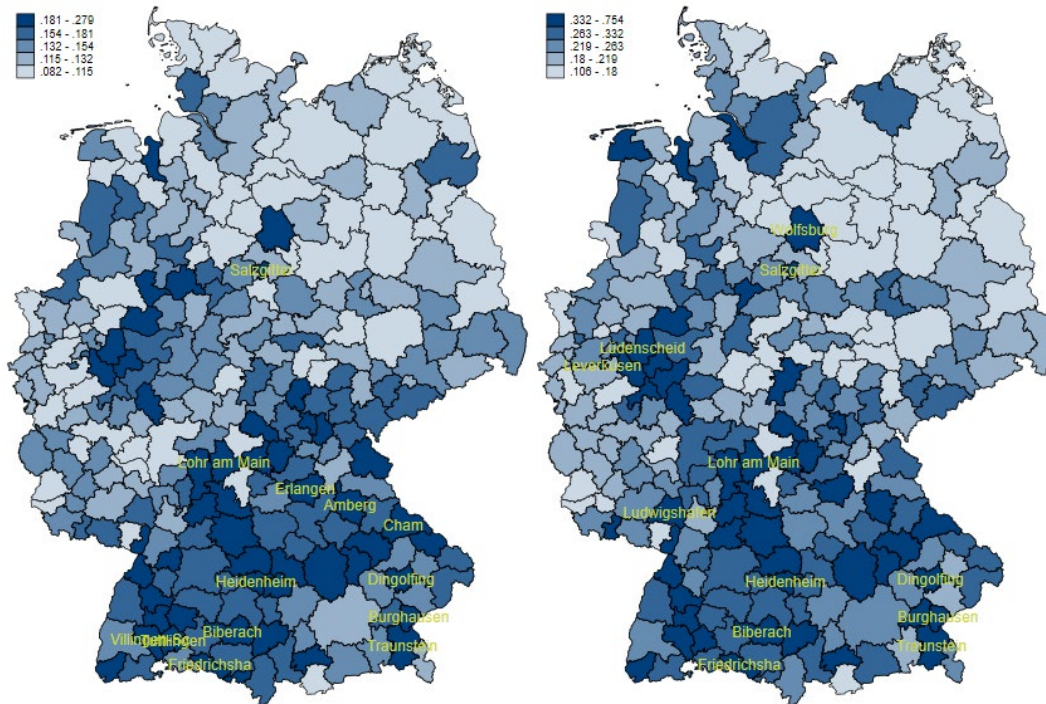 .181 - .279
.154 - .181
.132 - .154
.115 - .132
.082 - .115
Salzgitter
Lohr am Main
Erlangen
Amberg
Cham
Heidenheim
Dingolfing
Burghausen
Biberach
Traunstein
Friedrichsha
.332 - .754
.263 - .332
.219 - .263
.18 - .219
.106 - .18
Wolfsburg
Salzgitter
Lüdenscheid
Leverkusen
Lohr am Main
Ludwigshafen
Heidenheim
Dingolfing
Burghausen
Biberach
Traunstein
Friedrichsha